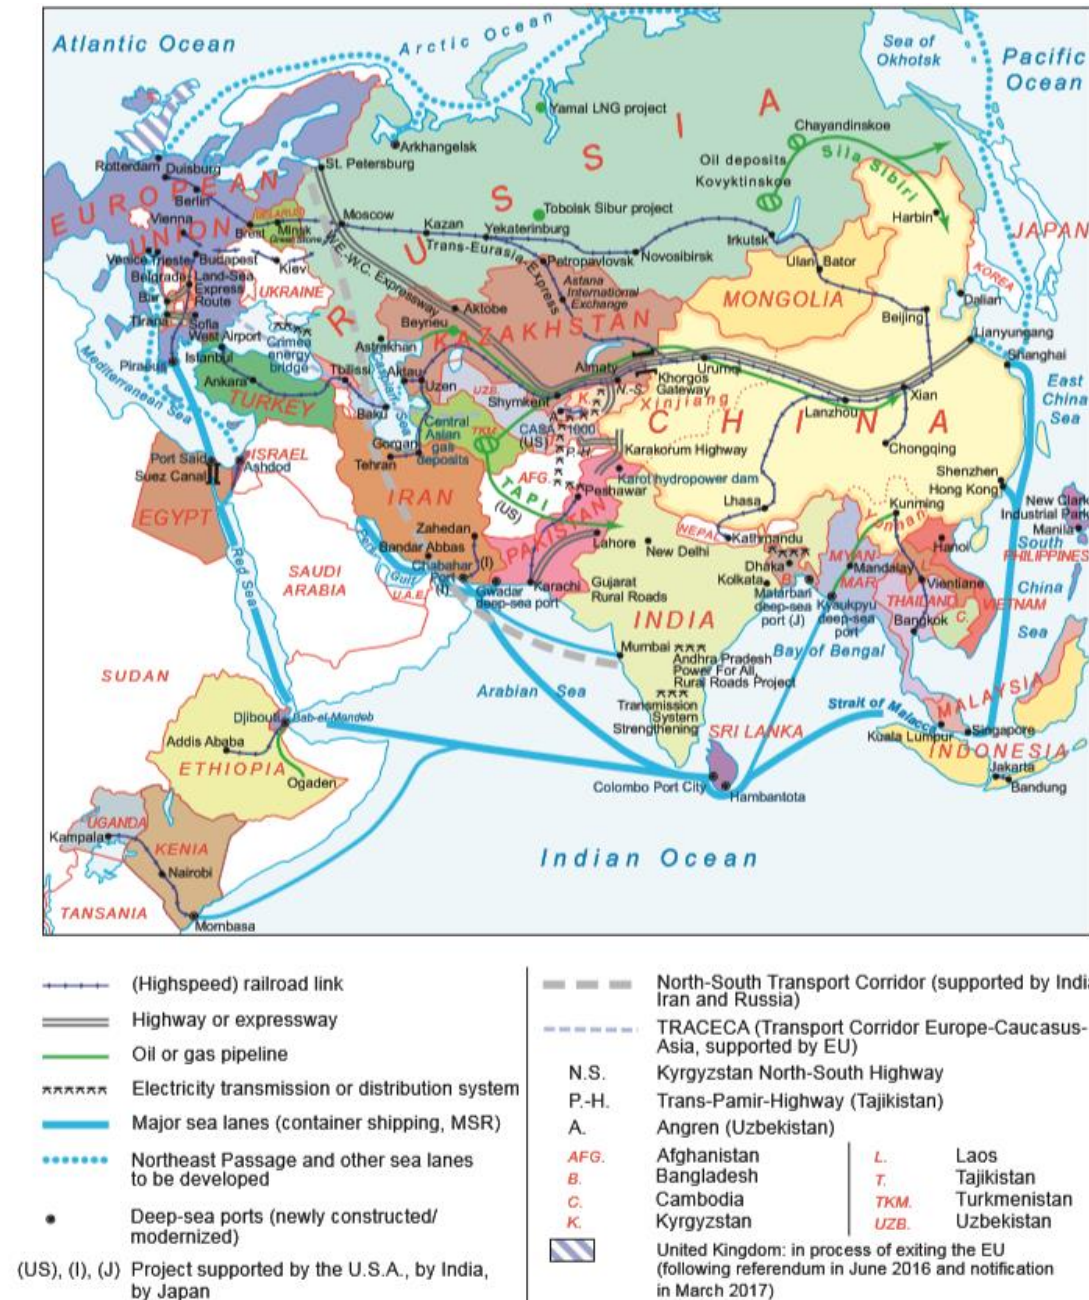 Atlantic Ocean
Arctic Ocean
Sea of
Okhotsk
Pacific
Ocean
Yamal LNG project
RUSSIA
Chayandinskoe
Oil deposits
Kovyktinskoe
Sila Sibiri
Arkhangelsk
St. Petersburg
Rotterdam
Duisburg
Berlin
EUROPEAN
UNION
Vienna
BELARUS
Brest
Minsk
Great Stone
Moscow
Kazan
Yekaterinburg
Tobolsk Sibur project
Trans-Eurasia-Express
Petropavlovsk
Novosibirsk
Irkutsk
Ulan Bator
Harbin
JAPAN
KOREA
Venice
Trieste
Budapest
Kiev
W.E.-W.C. Expressway
Belgrade
Land-Sea
Express
Route
UKRAINE
Bar
Tirana
Sofia
West Airport
Crimea
energy
bridge
Astana
International
Exchange
MONGOLIA
Beijing
Dalian
Aktobe
KAZAKHSTAN
Beyneu
Astrakhan
Lianyungang
Shanghai
Mediterranean Sea
Piraeus
Istanbul
Ankara
TURKEY
Tbilissi
Baku
Caspian Sea
Aktau
Uzen
UZB.
Shymkent
Almaty
N.-S.
Khorgos
Gateway
Urumqi
Xinjiang
Lanzhou
Xian
East
China
Sea
CHINA
K.
T.
A.
CASA
1000
(US)
P.-H.
TKM.
Central
Asian
gas
deposits
Gorgan
Tehran
Karakorum Highway
Chongqing
Port Said
Suez Canal
ISRAEL
Ashdod
EGYPT
IRAN
AFG.
TAPI
(US)
Peshawar
Karot hydropower dam
Shenzhen
Hong Kong
Lhasa
Kunming
Yunnan
New Clark
Industrial Park
Manila
PHILIPPINES
Zahedan
Bandar Abbas
Chabahar
Port
(I)
(I)
PAKISTAN
Lahore
New Delhi
NEPAL
Kathmandu
Hanoi
South
China
Sea
Red Sea
SAUDI
ARABIA
Pers.
Gulf
U.A.E.
Gwadar
deep-sea port
Karachi
Gujarat
Rural Roads
Dhaka
Kolkata
B.
Matarbari
deep-sea
port (J)
MYAN
MAR
Mandalay
Kyaukpyu
deep-sea
port
L.
Vientiane
THAILAND
VIETNAM
C.
Bangkok
INDIA
Mumbai
Andhra Pradesh
Power For All,
Rural Roads Project
Bay of Bengal
SUDAN
Arabian Sea
Transmission
System
Strengthening
SRI LANKA
Strait of Malacca
MALAYSIA
Kuala Lumpur
Singapore
Djibouti
Bab-el-Mandeb
Addis Ababa
ETHIOPIA
Ogaden
INDONESIA
Jakarta
Bandung
Colombo Port City
Hambantota
UGANDA
Kampala
KENIA
Nairobi
Indian Ocean
TANSANIA
Mombasa
(Highspeed) railroad link
Highway or expressway
Oil or gas pipeline
Electricity transmission or distribution system
Major sea lanes (container shipping, MSR)
Northeast Passage and other sea lanes
to be developed
Deep-sea ports (newly constructed/
modernized)
(US), (I), (J) Project supported by the U.S.A., by India,
by Japan
North-South Transport Corridor (supported by Indi
Iran and Russia)
TRACECA (Transport Corridor Europe-Caucasus-
Asia, supported by EU)
N.S. Kyrgyzstan North-South Highway
P.-H. Trans-Pamir-Highway (Tajikistan)
A. Angren (Uzbekistan)
AFG. Afghanistan
B. Bangladesh
C. Cambodia
K. Kyrgyzstan
L. Laos
T. Tajikistan
TKM. Turkmenistan
UZB. Uzbekistan
United Kingdom: in process of exiting the EU
(following referendum in June 2016 and notification
in March 2017)